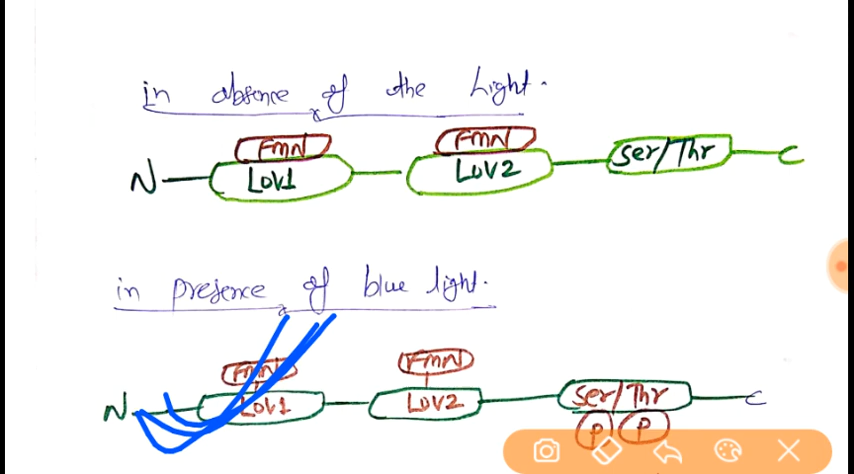 in absence of the Light.
FMN FMN
N LOV1 LOV2 Ser/Thr C
in presence of blue light.
FMN FMN
N LOV1 LOV2 Ser/Thr C
P P